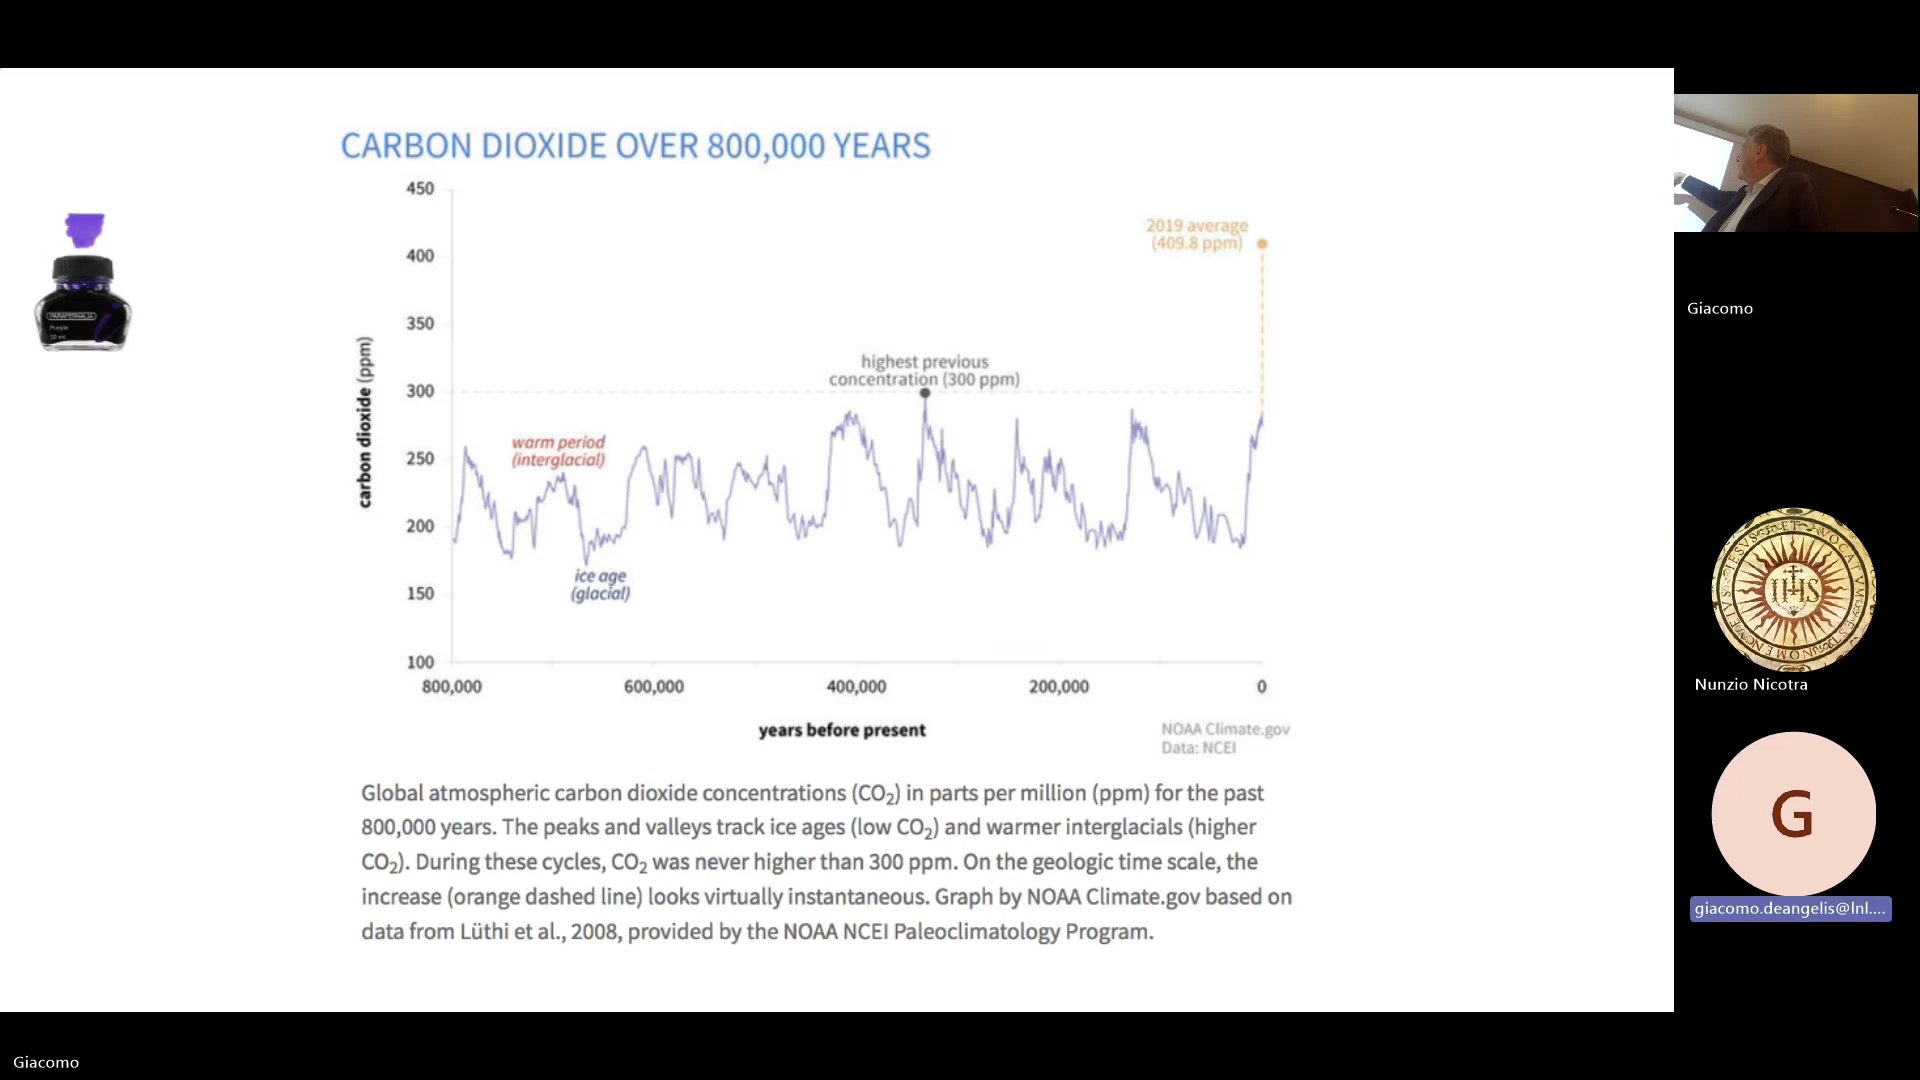 CARBON DIOXIDE OVER 800,000 YEARS
450
400
350
300
250
200
150
100
carbon dioxide (ppm)
2019 average
(409.8 ppm)
highest previous
concentration (300 ppm)
warm period
(interglacial)
ice age
(glacial)
800,000
600,000
400,000
200,000
0
years before present
NOAA Climate.gov
Data: NCEI
Global atmospheric carbon dioxide concentrations (CO₂) in parts per million (ppm) for the past
800,000 years. The peaks and valleys track ice ages (low CO₂) and warmer interglacials (higher
CO₂). During these cycles, CO₂ was never higher than 300 ppm. On the geologic time scale, the
increase (orange dashed line) looks virtually instantaneous. Graph by NOAA Climate.gov based on
data from Lüthi et al., 2008, provided by the NOAA NCEI Paleoclimatology Program.
Purple
Giacomo
IHS
Nunzio Nicotra
G
giacomo.deangelis@lnl....
Giacomo